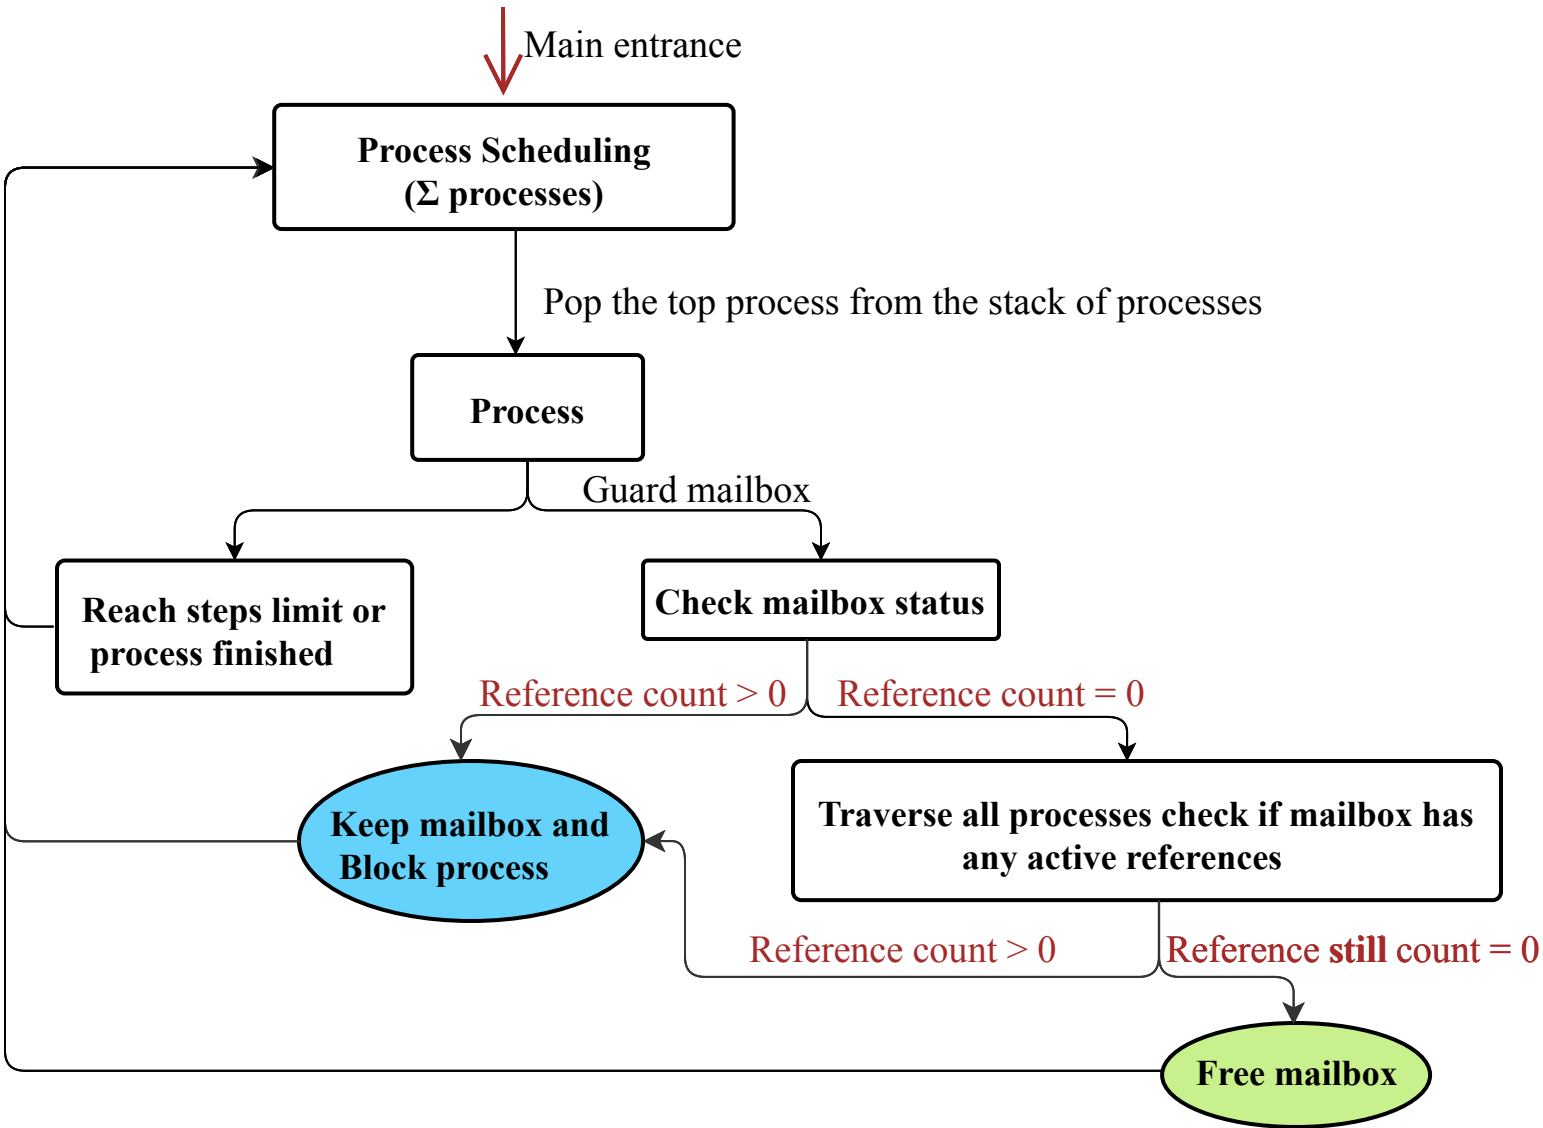 Main entrance
Process Scheduling
(Σ processes)
Pop the top process from the stack of processes
Process
Guard mailbox
Reach steps limit or
process finished
Check mailbox status
Reference count > 0
Reference count = 0
Keep mailbox and
Block process
Traverse all processes check if mailbox has
any active references
Reference count > 0
Reference still count = 0
Free mailbox